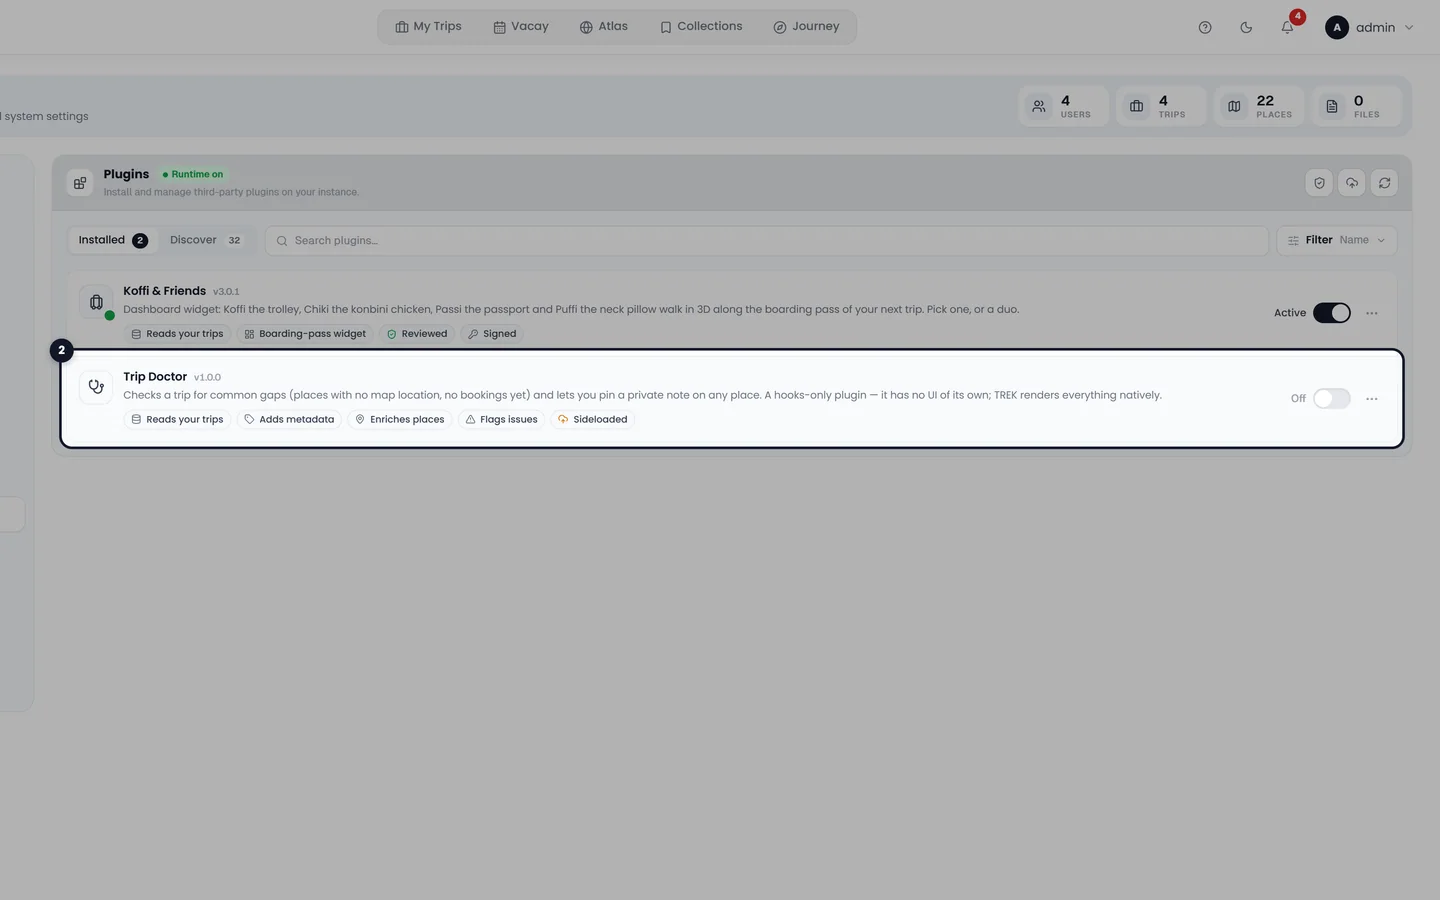 My Trips
Vacay
Atlas
Collections
Journey
4
A
admin
system settings
4
USERS
4
TRIPS
22
PLACES
0
FILES
Plugins
Runtime on
Install and manage third-party plugins on your instance.
Installed 2
Discover 32
Search plugins...
Filter Name
Koffi & Friends v3.0.1
Dashboard widget: Koffi the trolley, Chiki the konbini chicken, Passi the passport and Puffi the neck pillow walk in 3D along the boarding pass of your next trip. Pick one, or a duo.
Reads your trips
Boarding-pass widget
Reviewed
Signed
Active
2
Trip Doctor v1.0.0
Checks a trip for common gaps (places with no map location, no bookings yet) and lets you pin a private note on any place. A hooks-only plugin — it has no UI of its own; TREK renders everything natively.
Reads your trips
Adds metadata
Enriches places
Flags issues
Sideloaded
Off